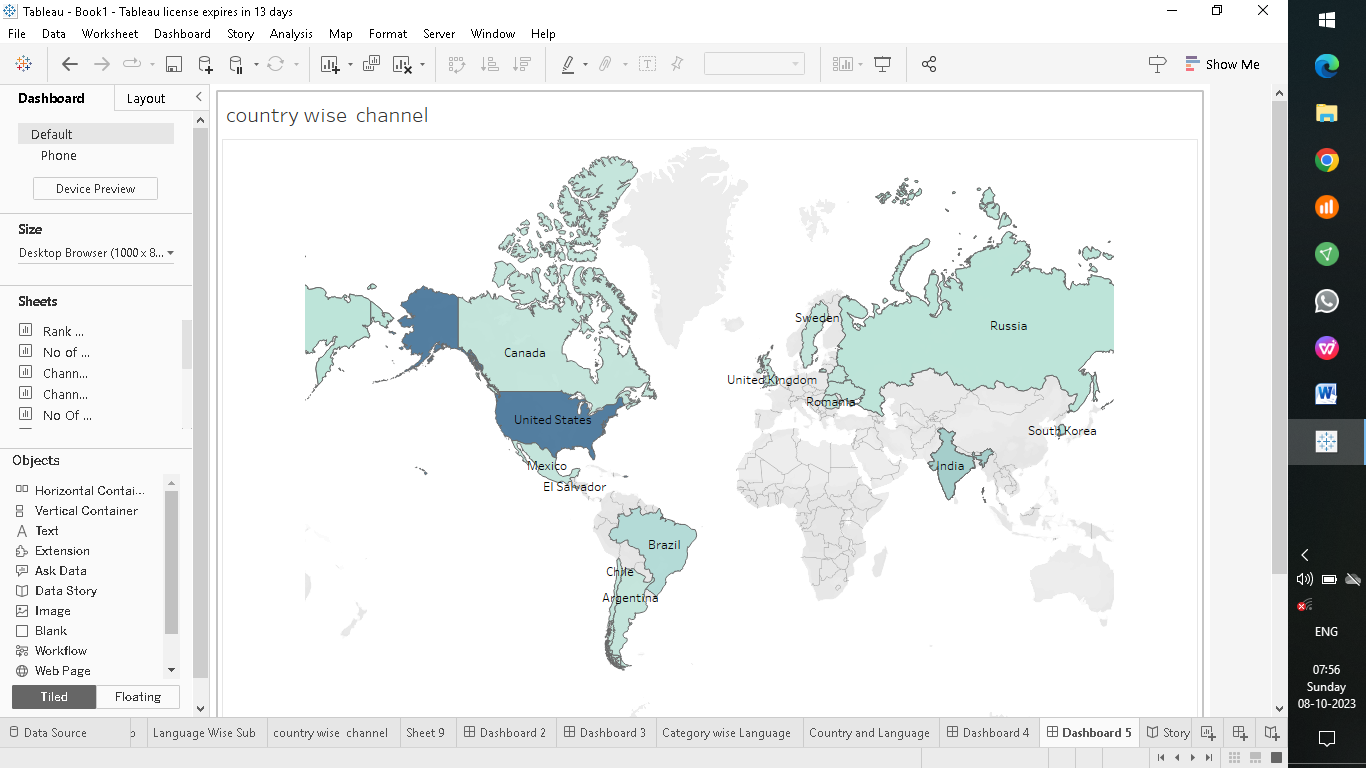 Tableau - Book1 - Tableau license expires in 13 days
File Data Worksheet Dashboard Story Analysis Map Format Server Window Help
Show Me
Dashboard Layout
Default
Phone
Device Preview
Size
Desktop Browser (1000 x 8...
Sheets
Rank ...
No of ...
Chann...
Chann...
No Of ...
Objects
Horizontal Contai...
Vertical Container
Text
Extension
Ask Data
Data Story
Image
Blank
Workflow
Web Page
Tiled Floating
country wise channel
Sweden
Russia
Canada
United Kingdom
Romania
United States
South Korea
Mexico
India
El Salvador
Brazil
Chile
Argentina
Data Source Language Wise Sub country wise channel Sheet 9 Dashboard 2 Dashboard 3 Category wise Language Country and Language Dashboard 4 Dashboard 5 Story
ENG
07:56
Sunday
08-10-2023